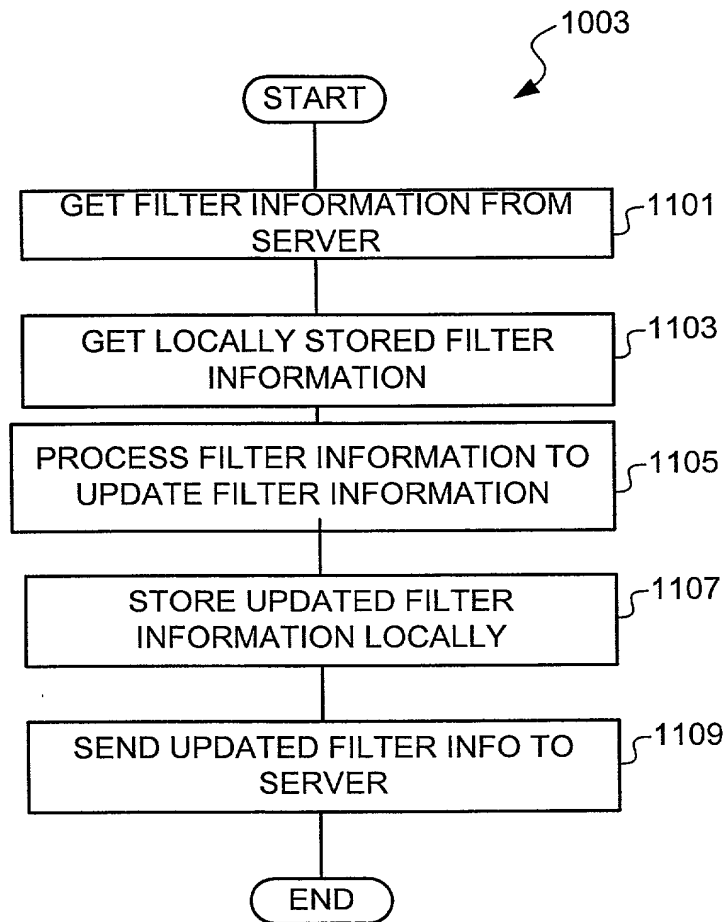 1003
START
GET FILTER INFORMATION FROM
SERVER
1101
GET LOCALLY STORED FILTER
INFORMATION
1103
PROCESS FILTER INFORMATION TO
UPDATE FILTER INFORMATION
1105
STORE UPDATED FILTER
INFORMATION LOCALLY
1107
SEND UPDATED FILTER INFO TO
SERVER
1109
END